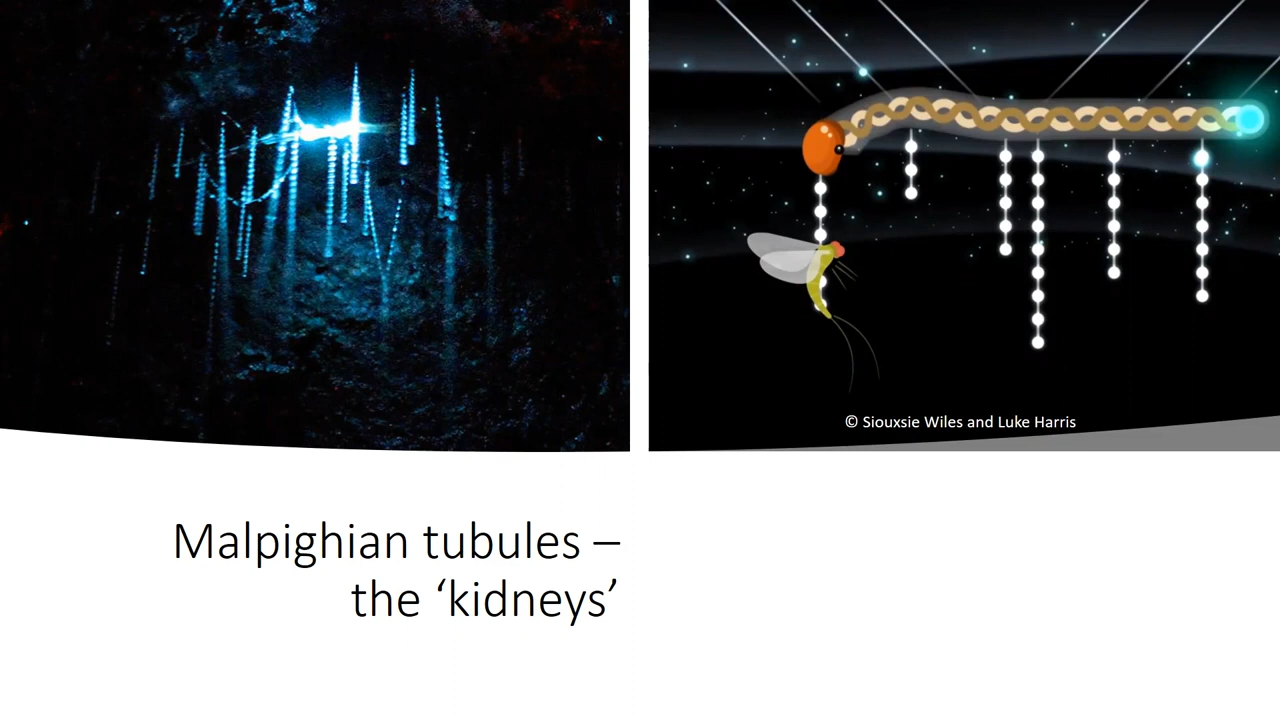 © Siouxsie Wiles and Luke Harris
Malpighian tubules –
the ‘kidneys’